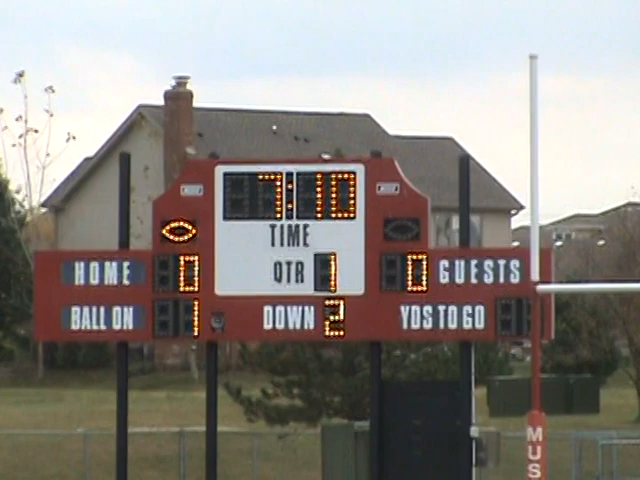 7:10
TIME
QTR 1
HOME 0
0 GUESTS
BALL ON 1
DOWN 2
YDS TO GO
MUS